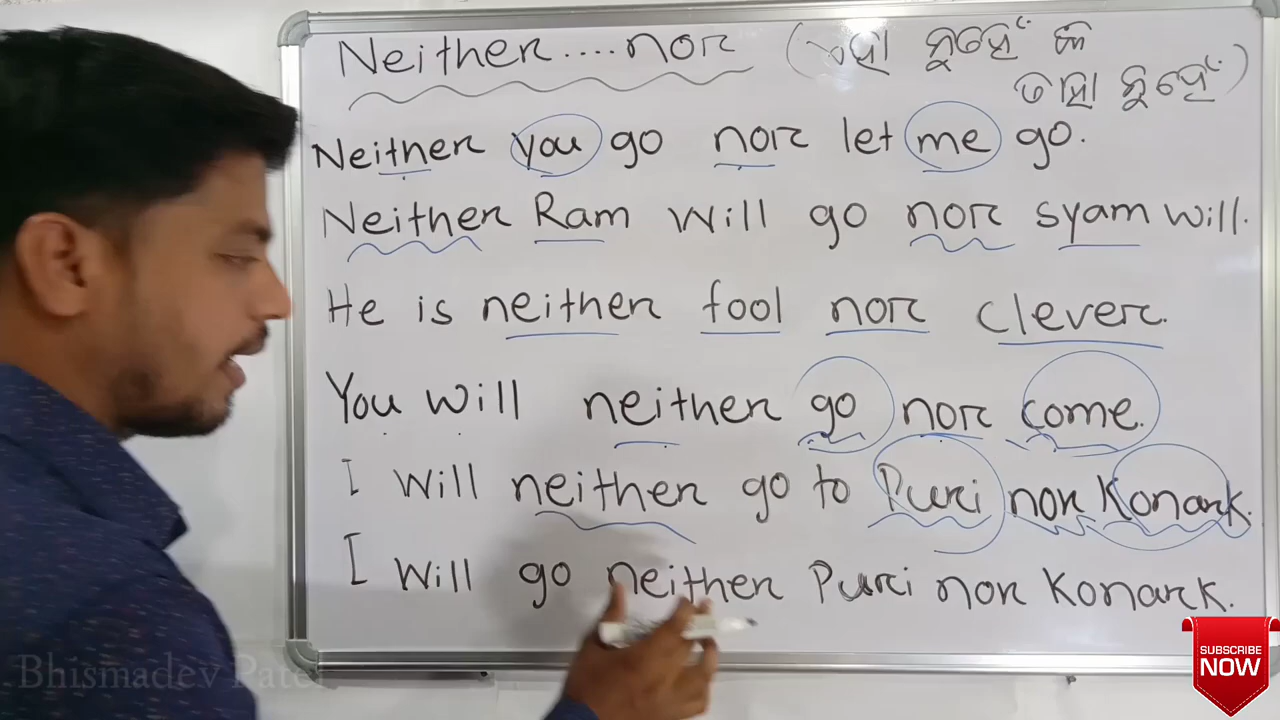 Neither....nor (ଏହା ନୁହେଁ କି
ତାହା ନୁହେଁ)
Neither you go nor let me go.
Neither Ram will go nor syam will.
He is neither fool nor clever.
You will neither go nor come.
I will neither go to Puri nor Konark.
I will go neither Puri nor Konark.
SUBSCRIBE
NOW
Bhismadev Patel